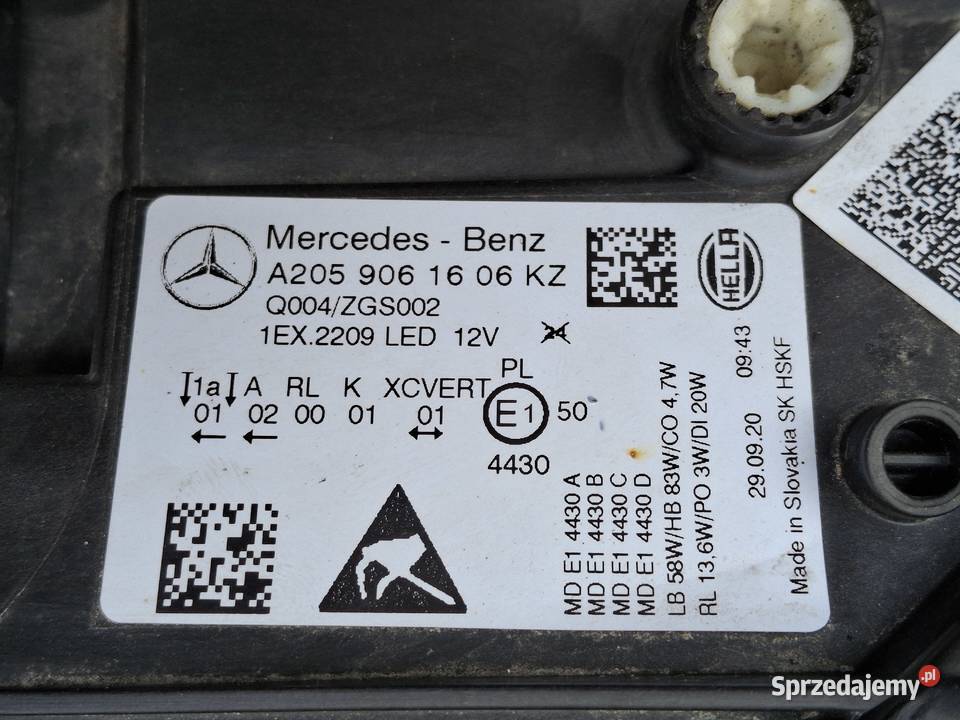 Mercedes - Benz
A205 906 16 06 KZ
Q004/ZGS002
1EX.2209 LED 12V 24
HELLA
1a A RL K XCVERT PL
01 02 00 01 01 E1 50
4430
MD E1 4430 A
MD E1 4430 B
MD E1 4430 C
MD E1 4430 D
LB 58W/HB 83W/CO 4,7W
RL 13,6W/PO 3W/DI 20W
29.09.20 09:43
Made in Slovakia SK HSKF
Sprzedajemy.pl